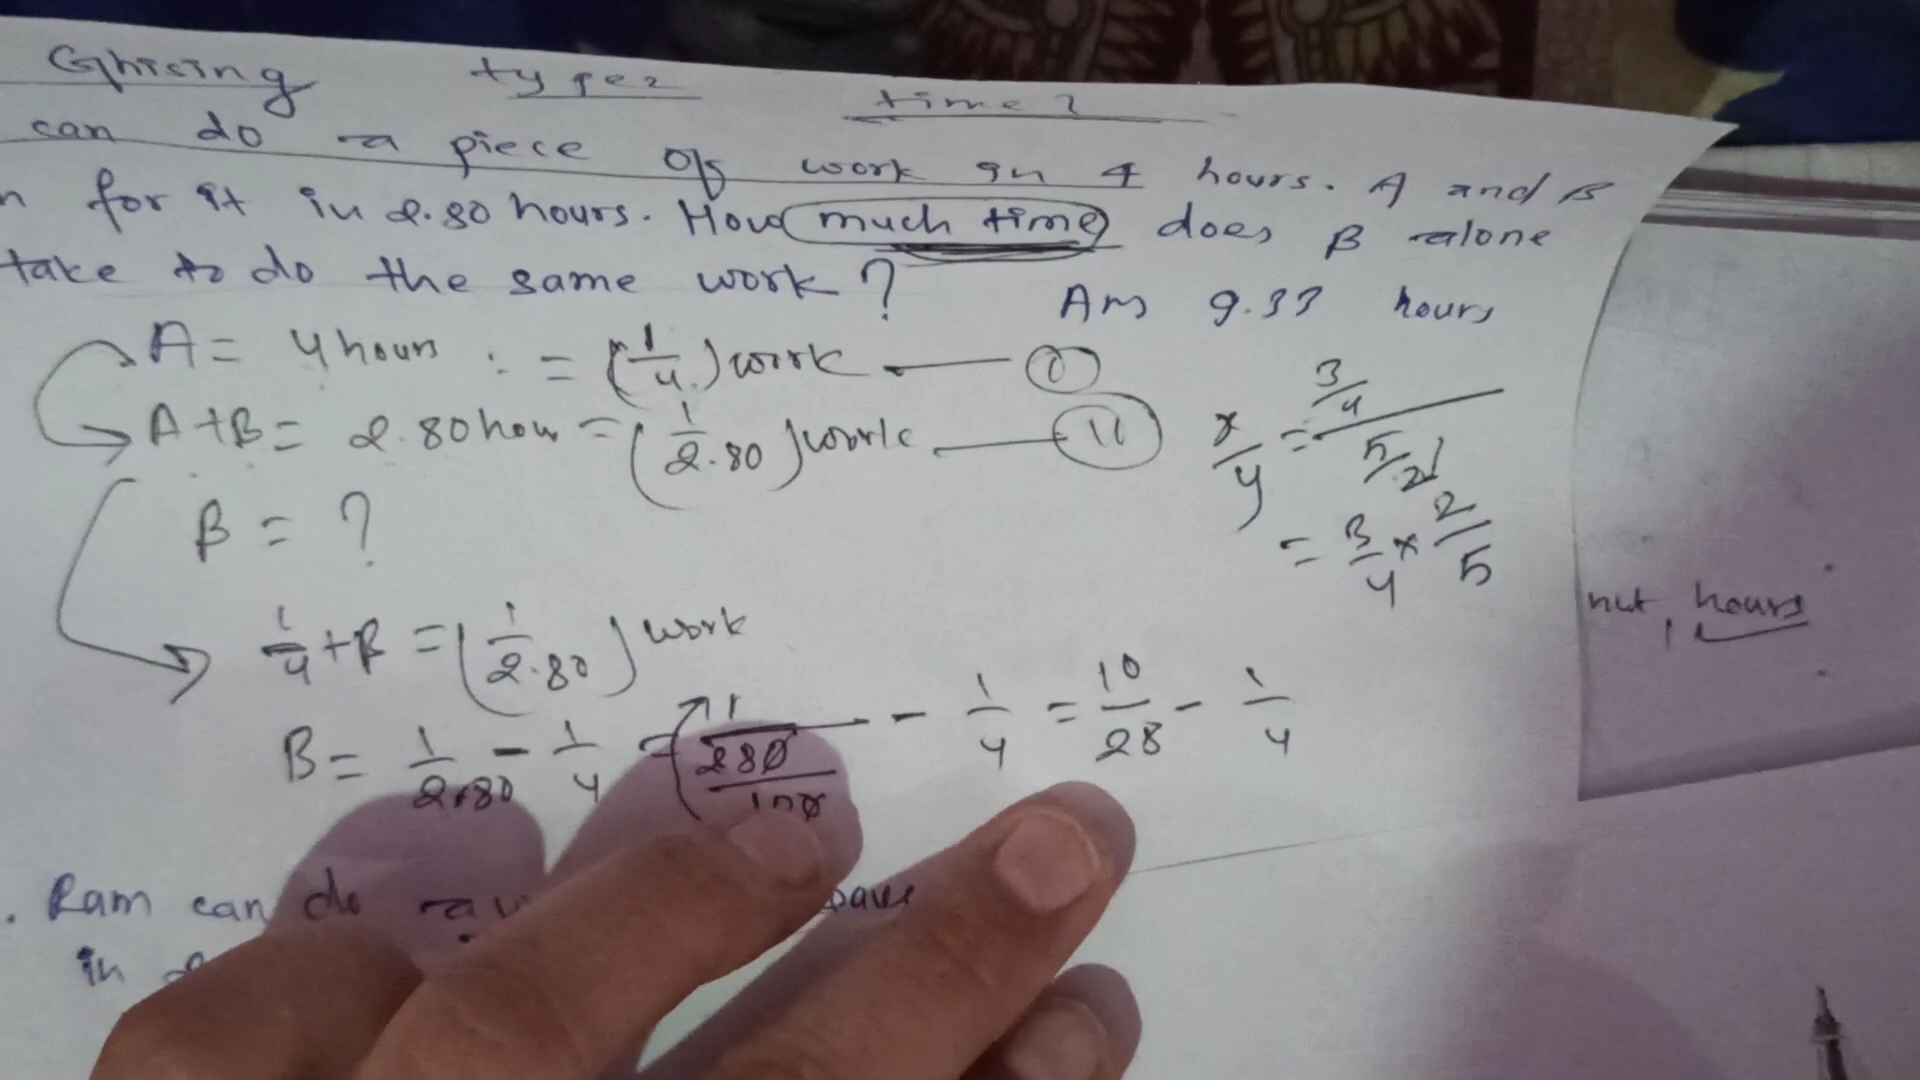 Ghising type2 time?
can do a piece of work in 4 hours. A and B
n for it in 2.80 hours. How much time does B alone
take to do the same work? Ans 9.33 hours
A = 4 hours := (1/4) work — (I)
A+B = 2.80 hour = (1/2.80) work — (II)
x/y = 3/4 / 5/2
= 3/4 × 2/5
B = ?
1/4 + B = (1/2.80) work
B = 1/2.80 - 1/4 = 1/280/100 - 1/4 = 10/28 - 1/4
nut, hours
. Ram can do a
in